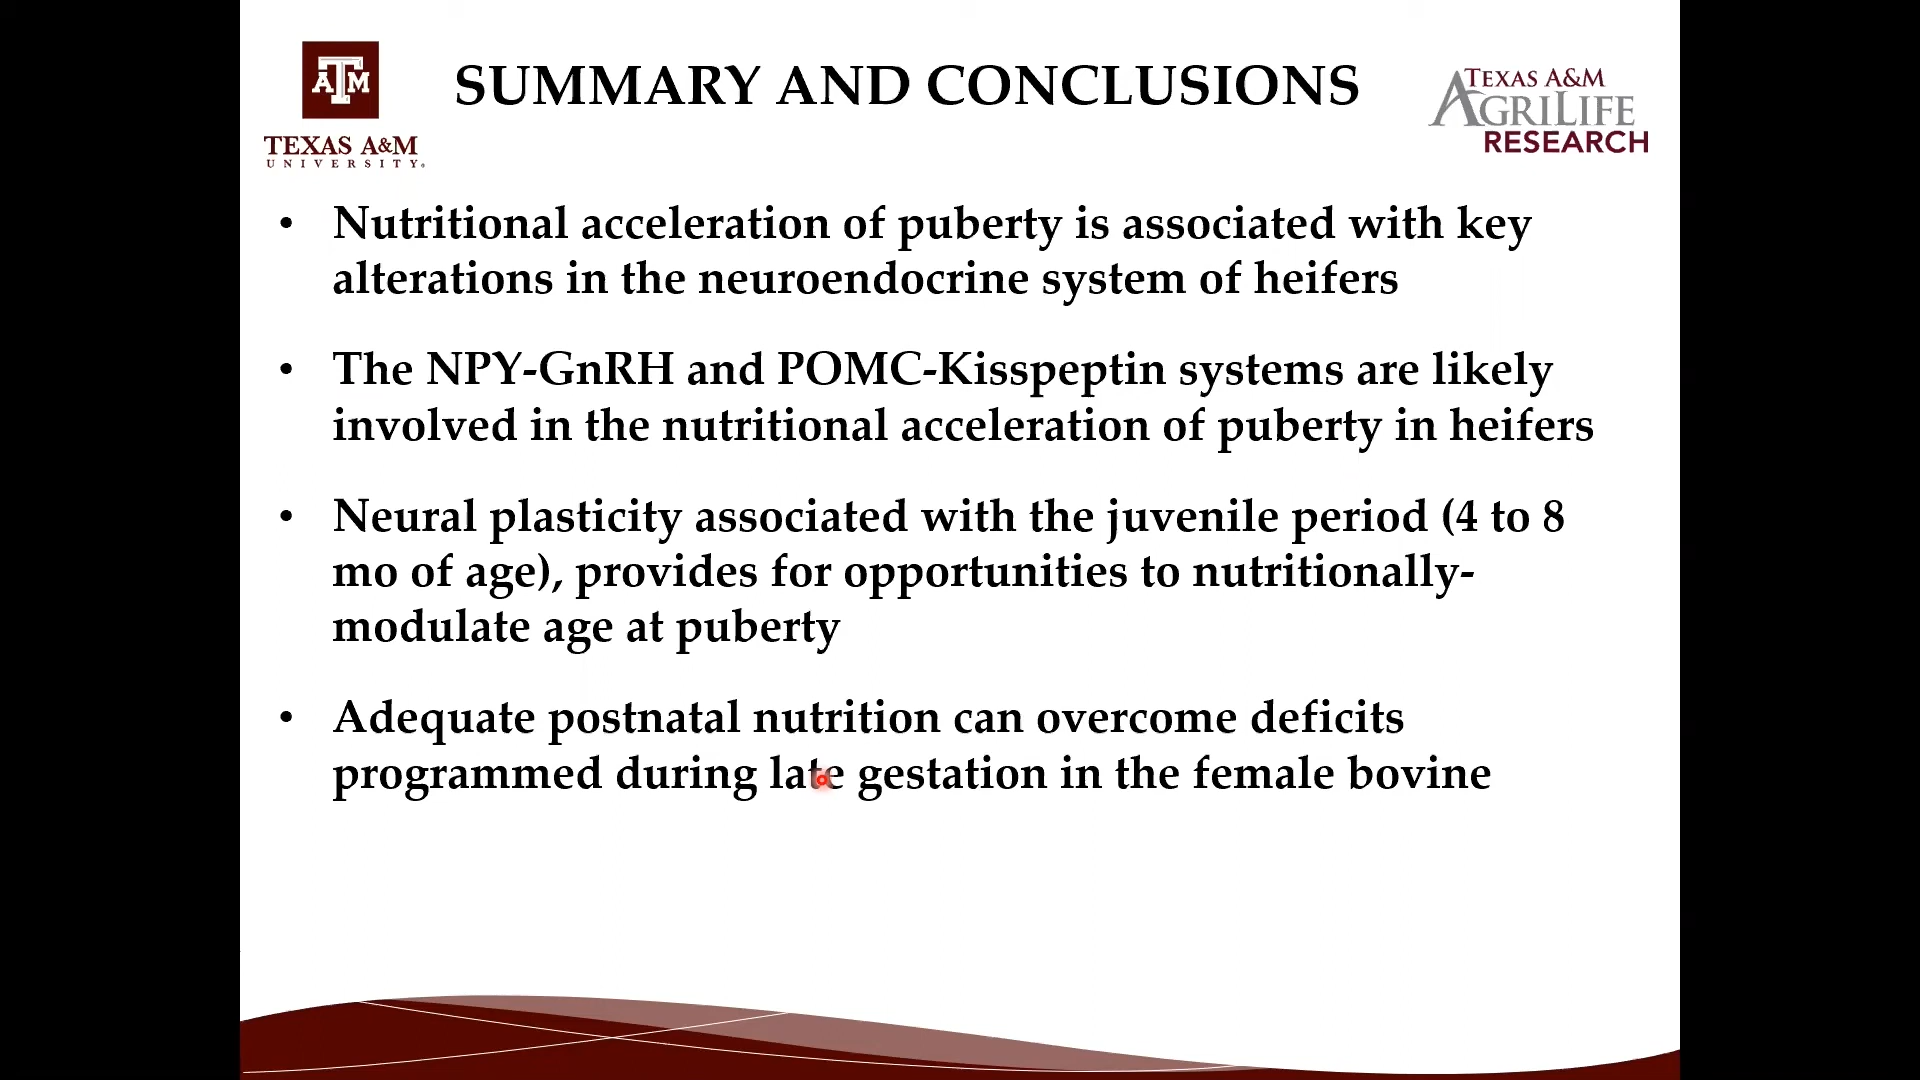 ATM
TEXAS A&M
UNIVERSITY®
SUMMARY AND CONCLUSIONS
TEXAS A&M
AGRILIFE
RESEARCH
• Nutritional acceleration of puberty is associated with key
alterations in the neuroendocrine system of heifers
• The NPY-GnRH and POMC-Kisspeptin systems are likely
involved in the nutritional acceleration of puberty in heifers
• Neural plasticity associated with the juvenile period (4 to 8
mo of age), provides for opportunities to nutritionally-
modulate age at puberty
• Adequate postnatal nutrition can overcome deficits
programmed during late gestation in the female bovine